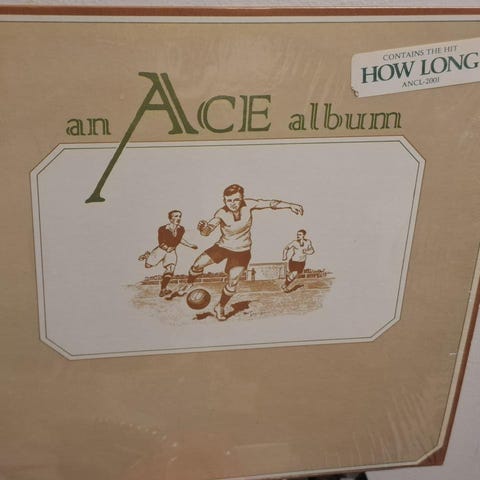 CONTAINS THE HIT
HOW LONG
ANCL-2001
an ACE album